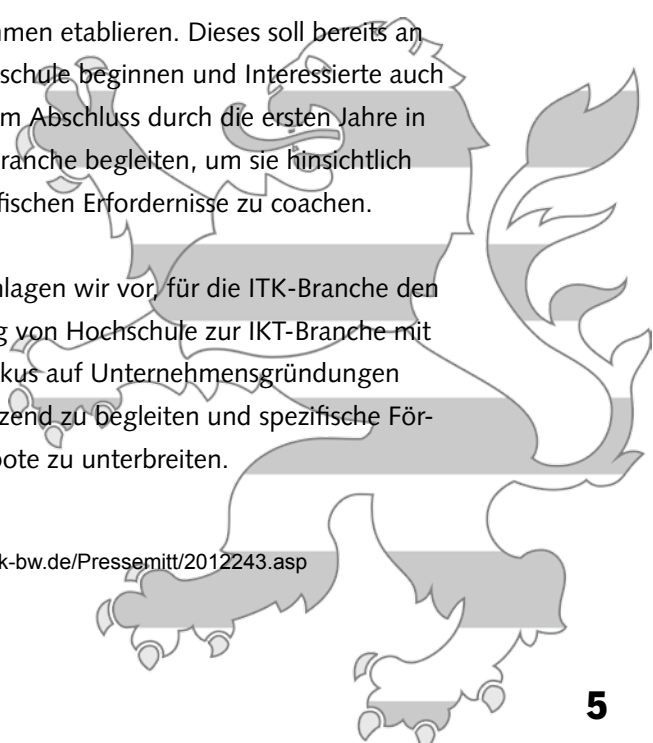 mmen etablieren. Dieses soll bereits an
schule beginnen und Interessierte auch
m Abschluss durch die ersten Jahre in
ranche begleiten, um sie hinsichtlich
fischen Erfordernisse zu coachen.
nlagen wir vor, für die ITK-Branche den
g von Hochschule zur IKT-Branche mit
kus auf Unternehmensgründungen
zend zu begleiten und spezifische För-
bote zu unterbreiten.
k-bw.de/Pressemitt/2012243.asp
5